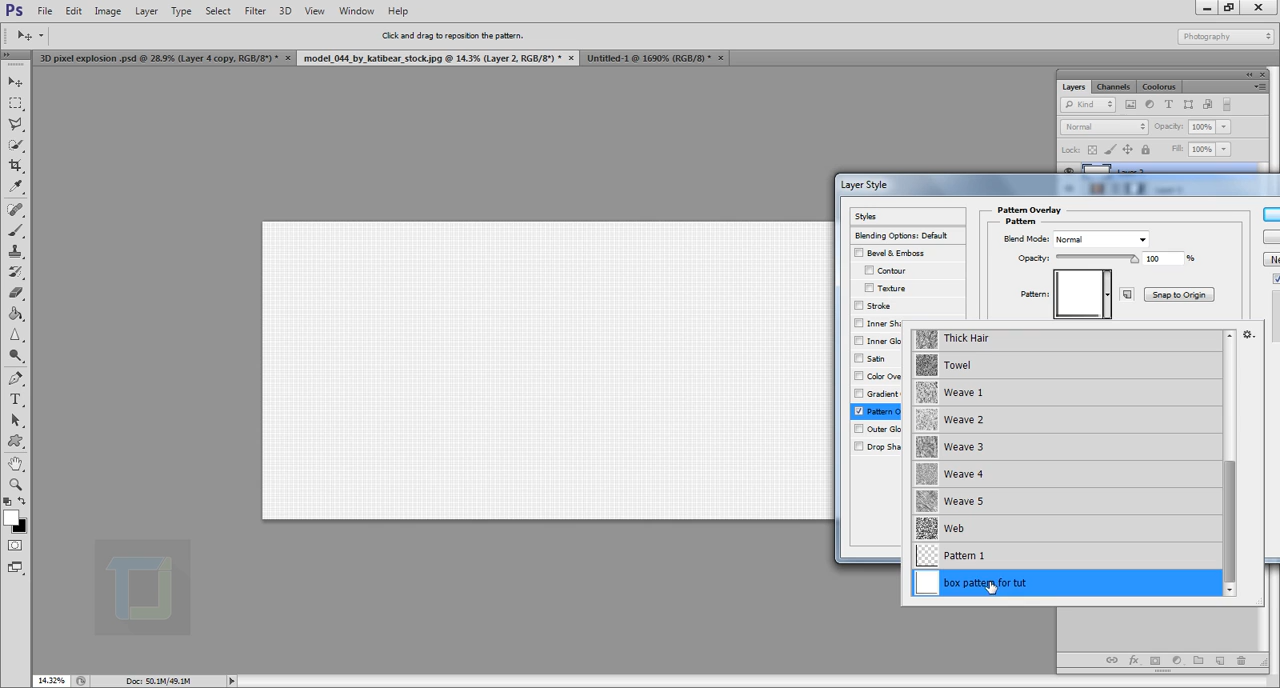 Ps File Edit Image Layer Type Select Filter 3D View Window Help
Click and drag to reposition the pattern.
Photography
3D pixel explosion .psd @ 28.9% (Layer 4 copy, RGB/8*) * × model_044_by_katibear_stock.jpg @ 14.3% (Layer 2, RGB/8*) * × Untitled-1 @ 1690% (RGB/8) * ×
Layers Channels Coolorus
Kind
Normal Opacity: 100%
Lock: Fill: 100%
Layer 2
Layer Style
Styles
Blending Options: Default
Bevel & Emboss
Contour
Texture
Stroke
Inner Sha
Inner Glo
Satin
Color Ove
Gradient
Pattern O
Outer Glo
Drop Sha
Pattern Overlay
Pattern
Blend Mode: Normal
Opacity: 100 %
Pattern: Snap to Origin
Ne
Thick Hair
Towel
Weave 1
Weave 2
Weave 3
Weave 4
Weave 5
Web
Pattern 1
box pattern for tut
14.32% Doc: 50.1M/49.1M